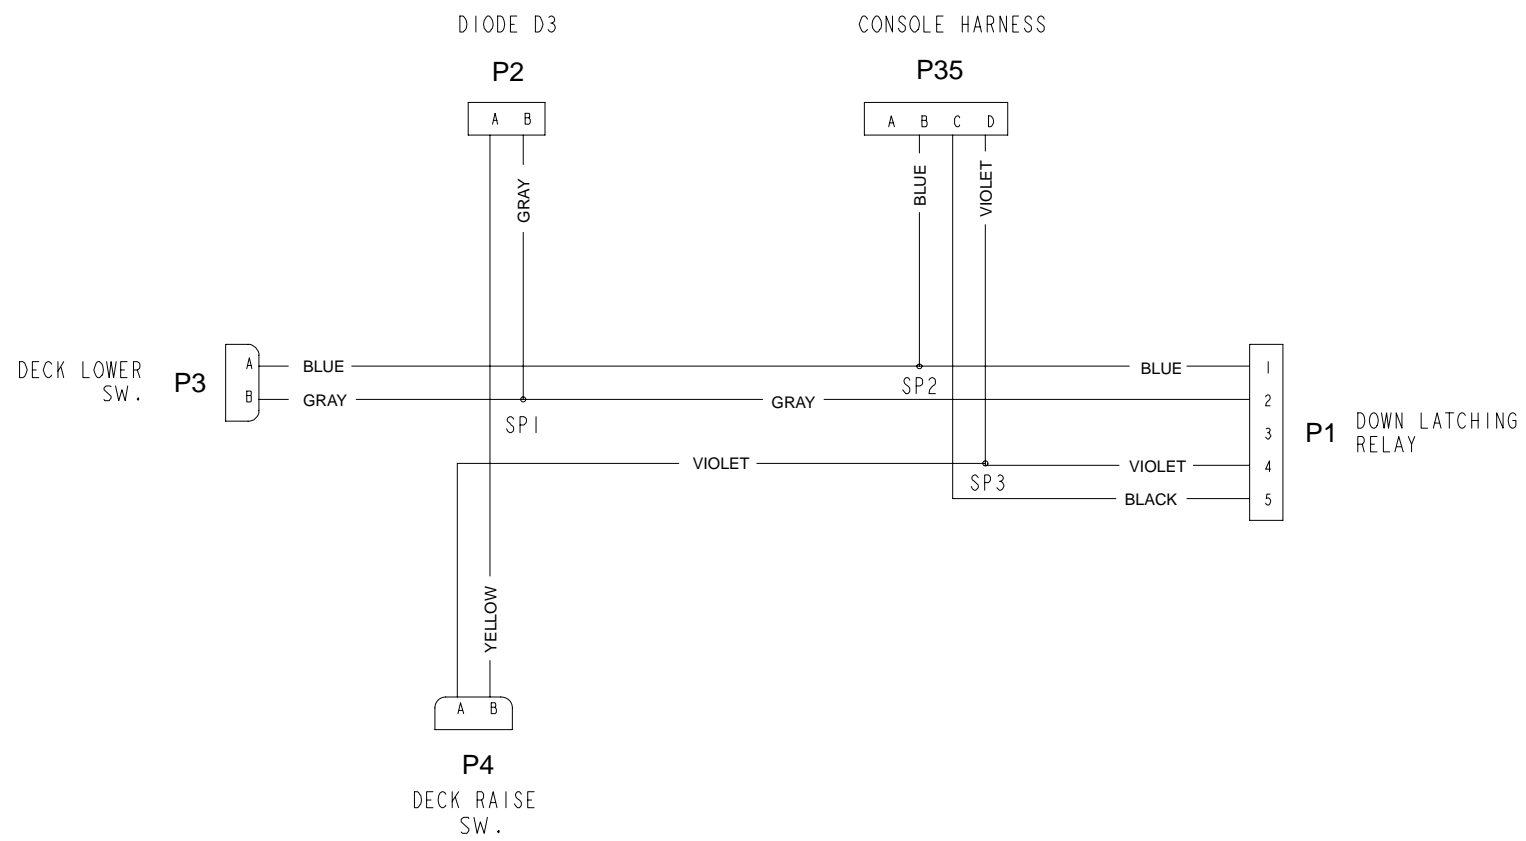 DIODE D3
P2
A B
GRAY
CONSOLE HARNESS
P35
A B C D
BLUE
VIOLET
DECK LOWER
SW.
P3
A
B
BLUE
GRAY
SP1
GRAY
SP2
BLUE
VIOLET
SP3
VIOLET
BLACK
1
2
3
4
5
P1
DOWN LATCHING
RELAY
YELLOW
A B
P4
DECK RAISE
SW.